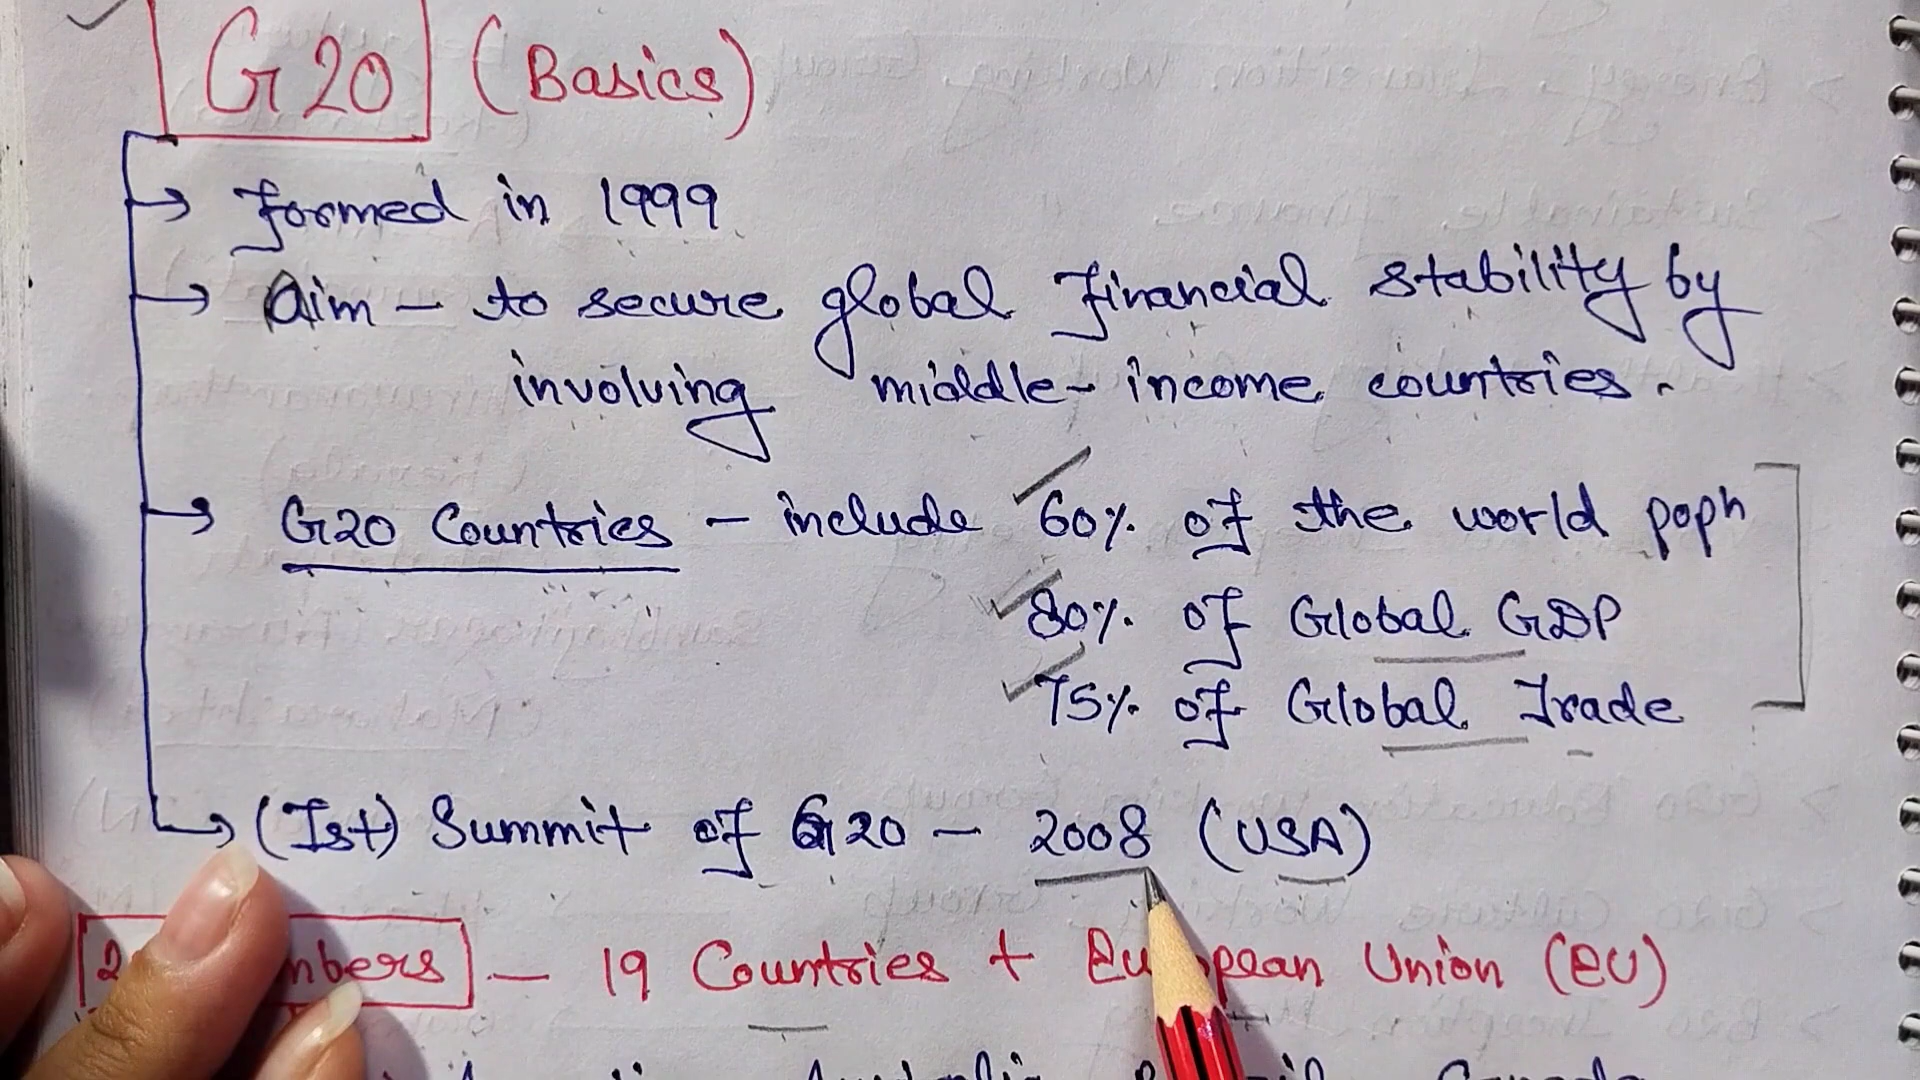 G20 (Basics)
→ formed in 1999
→ Aim - to secure global financial stability by
involving middle-income countries.
→ G20 Countries - include 60% of the world popn
80% of Global GDP
75% of Global Trade
→ (Ist) Summit of G20 - 2008 (USA)
- 19 Countries + European Union (EU)